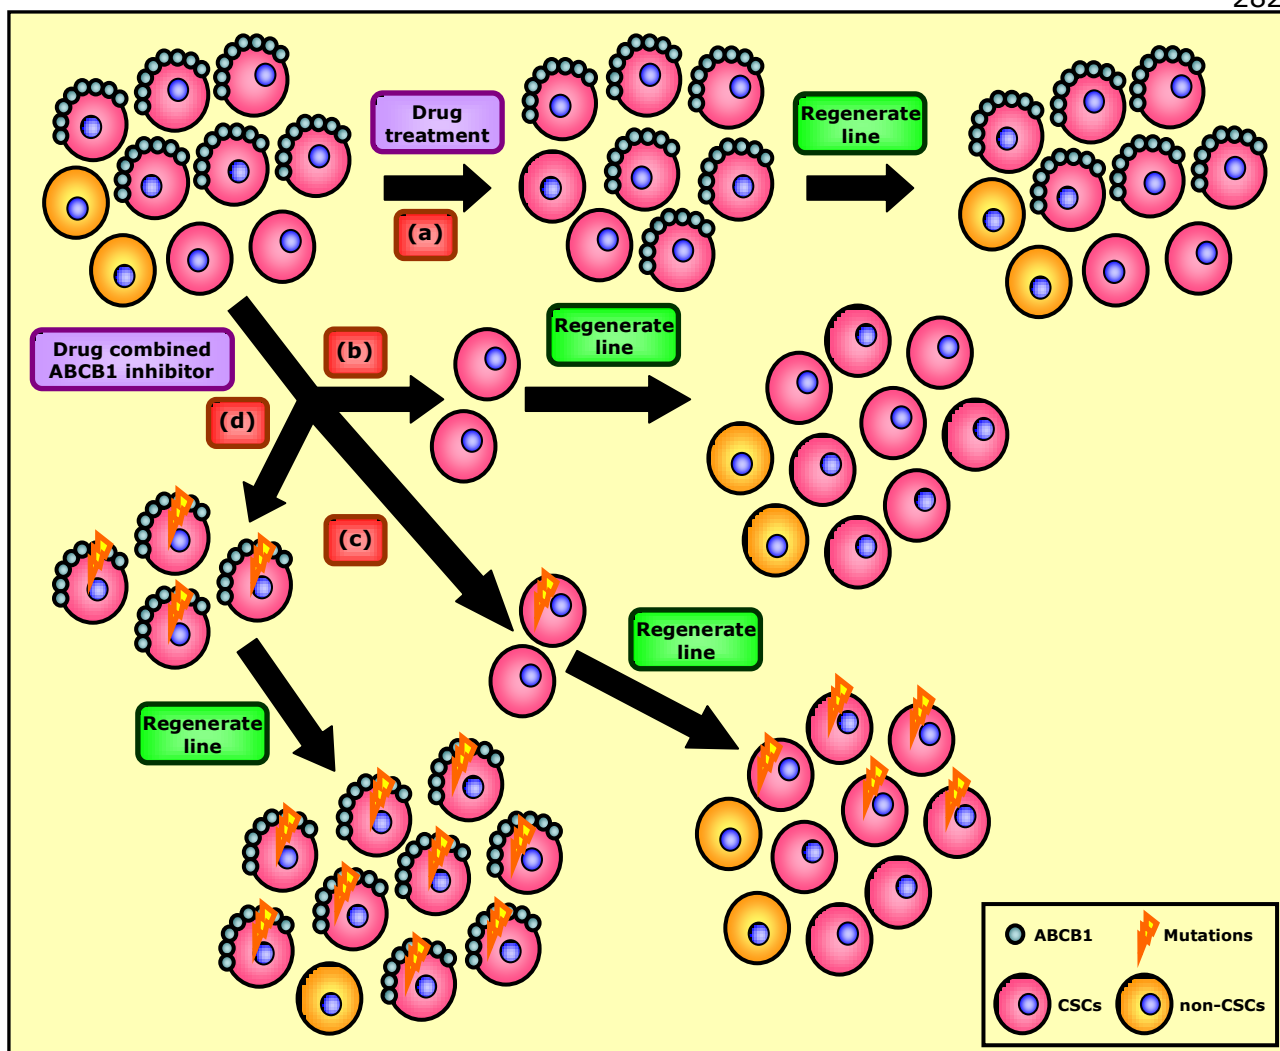 282
Drug
treatment
Regenerate
line
(a)
Drug combined
ABCB1 inhibitor
(b)
Regenerate
line
(d)
(c)
Regenerate
line
Regenerate
line
ABCB1
Mutations
CSCs
non-CSCs